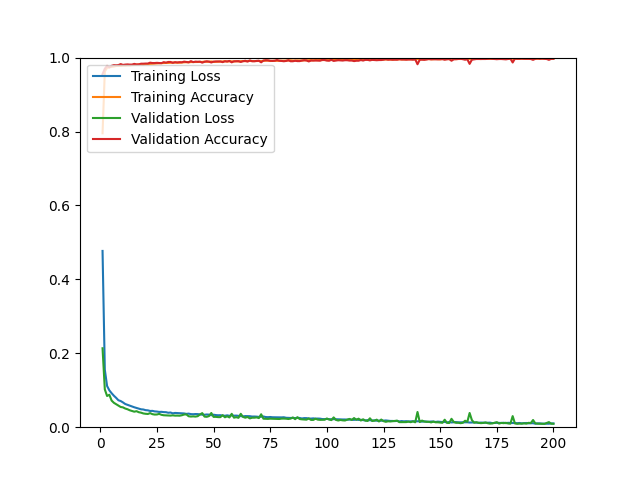 1.0
0.8
0.6
0.4
0.2
0.0
Training Loss
Training Accuracy
Validation Loss
Validation Accuracy
0 25 50 75 100 125 150 175 200